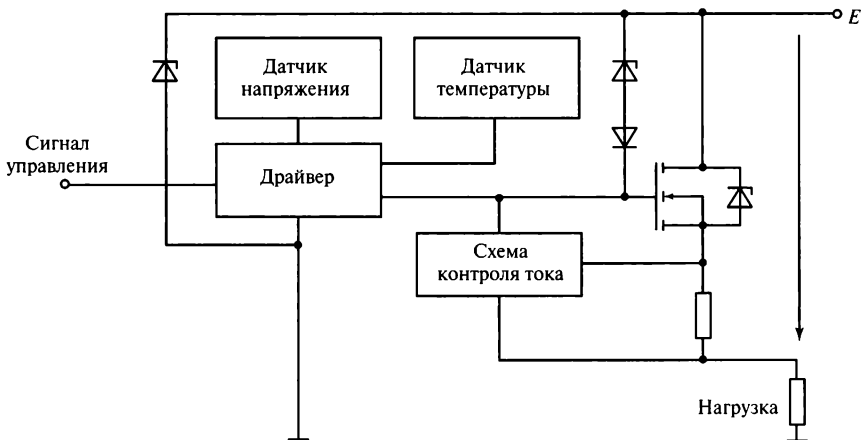 E
Датчик
напряжения
Датчик
температуры
Сигнал
управления
Драйвер
Схема
контроля тока
Нагрузка